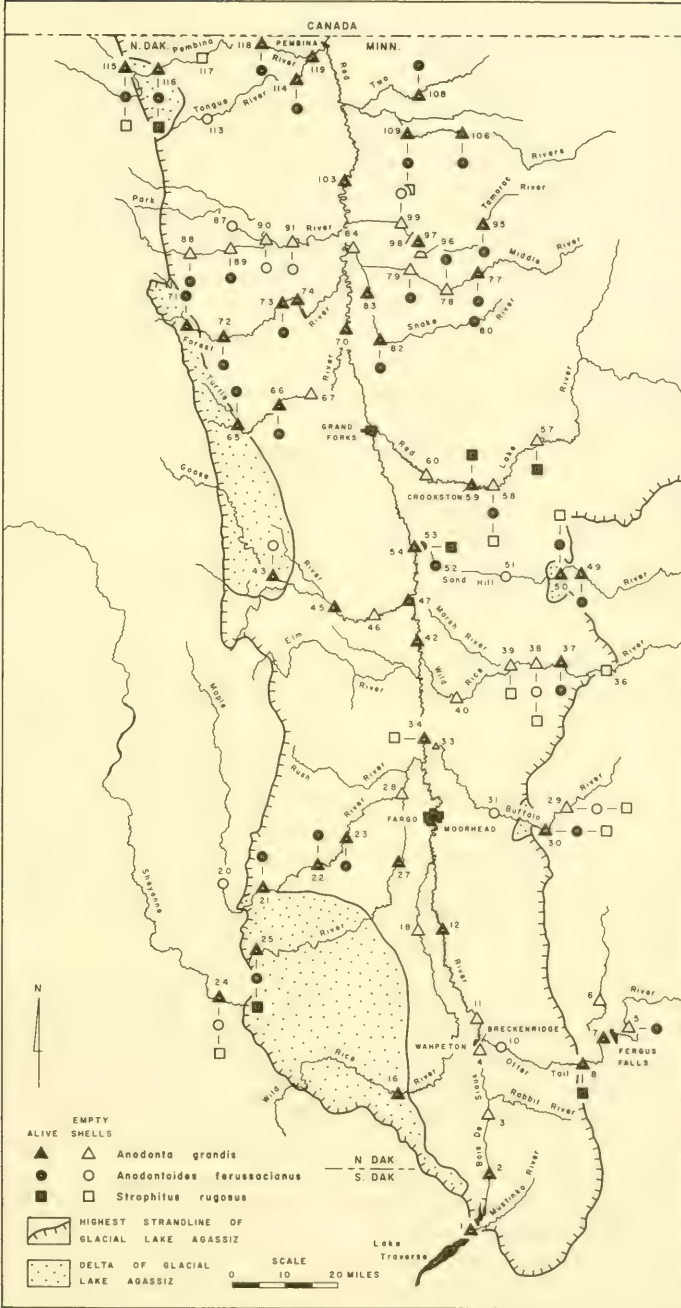 CANADA
N. DAK.
Pembina
River
118
PEMBINA
MINN.
115
116
117
119
114
Red
Two
108
Tongue
River
113
109
106
Rivers
103
Tamarac
River
Park
87
90
91
River
88
89
99
97
98
96
95
84
Middle
River
71
79
78
77
72
73
74
River
83
Snake
River
80
Forest
70
82
Turtle
River
66
67
65
GRAND
FORKS
Red
60
Lake
River
57
CROOKSTON
59
58
Goose
River
43
54
53
52
Sand
Hill
51
50
49
River
45
46
47
Elm
River
42
Marsh
River
Wild
Rice
39
38
37
River
36
40
Maple
34
33
Rush
River
28
31
Buffalo
River
29
30
FARGO
MOORHEAD
River
23
22
27
20
21
Sheyenne
25
River
18
12
River
24
N
11
6
River
5
BRECKENRIDGE
10
WAHPETON
4
Otter
Tail
7
8
FERGUS
FALLS
Wild
Rice
River
16
Bois De Sioux
Rabbit River
3
2
Mustinka River
1
Lake
Traverse
N DAK
S. DAK
EMPTY
ALIVE SHELLS
Anodonta grandis
Anodontoides ferussacianus
Strophitus rugosus
HIGHEST STRANDLINE OF
GLACIAL LAKE AGASSIZ
DELTA OF GLACIAL
LAKE AGASSIZ
SCALE
0 10 20 MILES